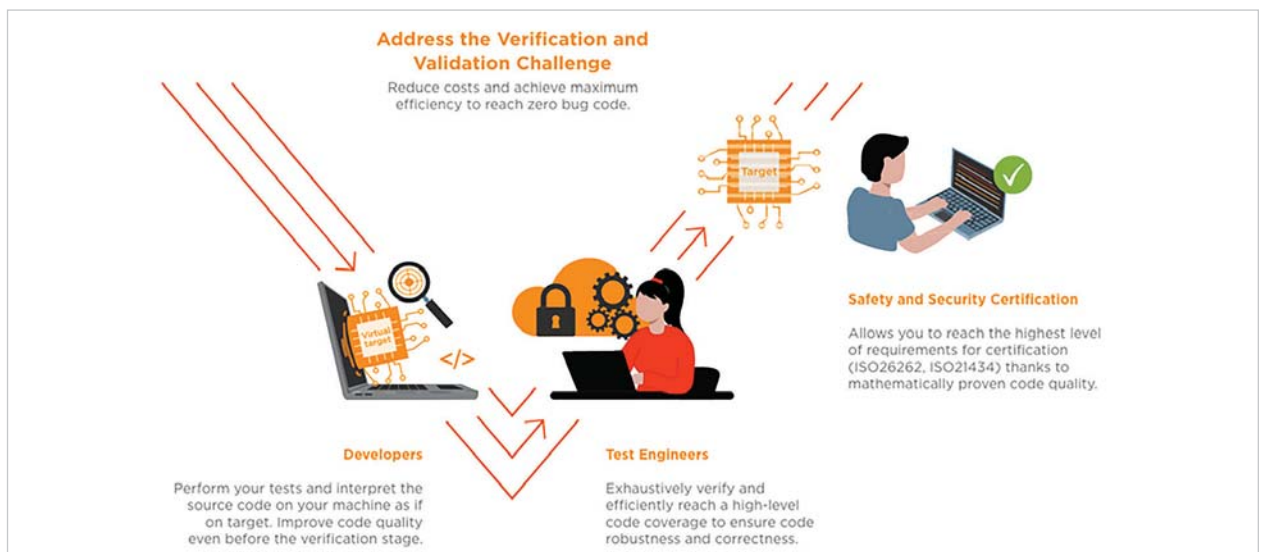 Address the Verification and
Validation Challenge
Reduce costs and achieve maximum
efficiency to reach zero bug code.
Target
Virtual
target
</>
Safety and Security Certification
Allows you to reach the highest level
of requirements for certification
(ISO26262, ISO21434) thanks to
mathematically proven code quality.
Developers
Perform your tests and interpret the
source code on your machine as if
on target. Improve code quality
even before the verification stage.
Test Engineers
Exhaustively verify and
efficiently reach a high-level
code coverage to ensure code
robustness and correctness.